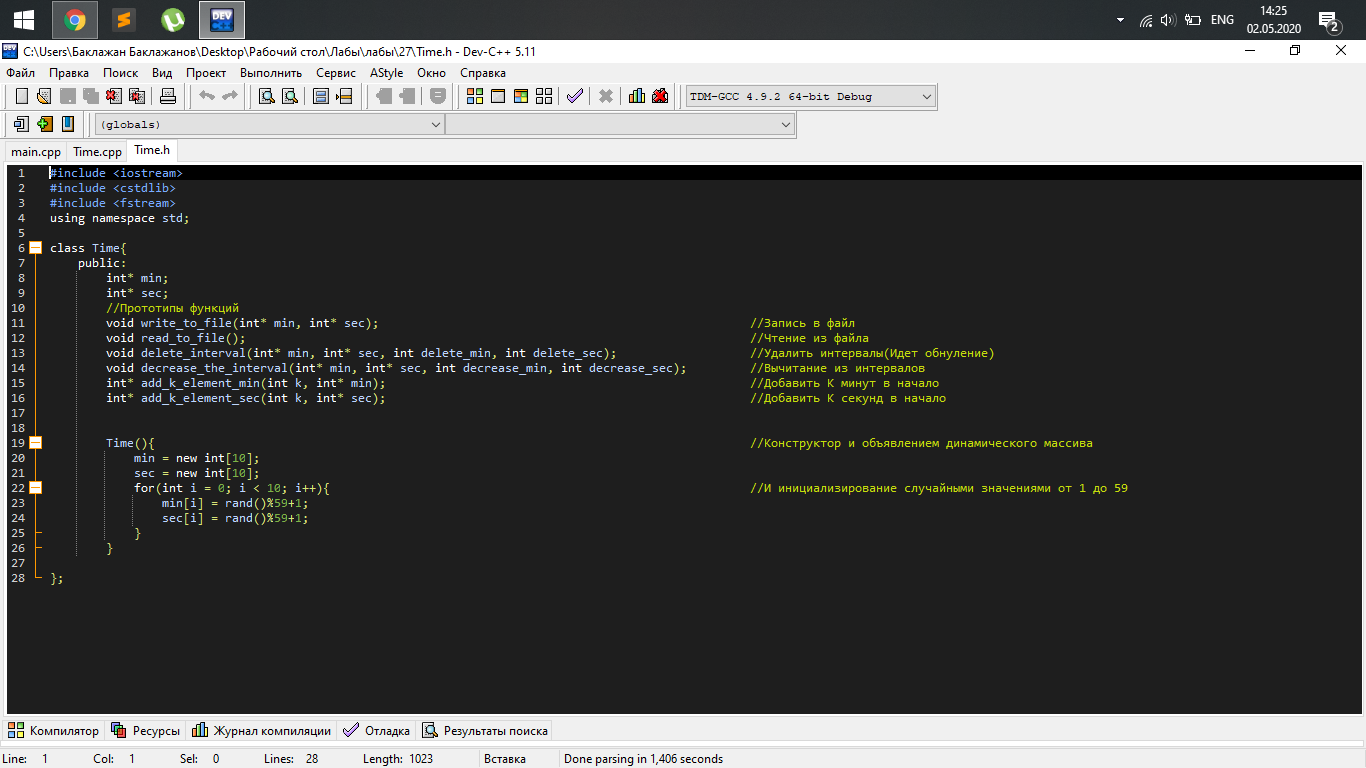 ENG
14:25
02.05.2020
2
DEV
C:\Users\Баклажан Баклажанов\Desktop\Рабочий стол\Лабы\лабы\27\Time.h - Dev-C++ 5.11
Файл Правка Поиск Вид Проект Выполнить Сервис AStyle Окно Справка
TDM-GCC 4.9.2 64-bit Debug
(globals)
main.cpp Time.cpp Time.h
1 #include <iostream>
2 #include <cstdlib>
3 #include <fstream>
4 using namespace std;
5
6 class Time{
7 public:
8 int* min;
9 int* sec;
10 //Прототипы функций
11 void write_to_file(int* min, int* sec); //Запись в файл
12 void read_to_file(); //Чтение из файла
13 void delete_interval(int* min, int* sec, int delete_min, int delete_sec); //Удалить интервалы(Идет обнуление)
14 void decrease_the_interval(int* min, int* sec, int decrease_min, int decrease_sec); //Вычитание из интервалов
15 int* add_k_element_min(int k, int* min); //Добавить К минут в начало
16 int* add_k_element_sec(int k, int* sec); //Добавить К секунд в начало
17
18
19 Time(){ //Конструктор и объявлением динамического массива
20 min = new int[10];
21 sec = new int[10];
22 for(int i = 0; i < 10; i++){ //И инициализирование случайными значениями от 1 до 59
23 min[i] = rand()%59+1;
24 sec[i] = rand()%59+1;
25 }
26 }
27
28 };
Компилятор Ресурсы Журнал компиляции Отладка Результаты поиска
Line: 1 Col: 1 Sel: 0 Lines: 28 Length: 1023 Вставка Done parsing in 1,406 seconds